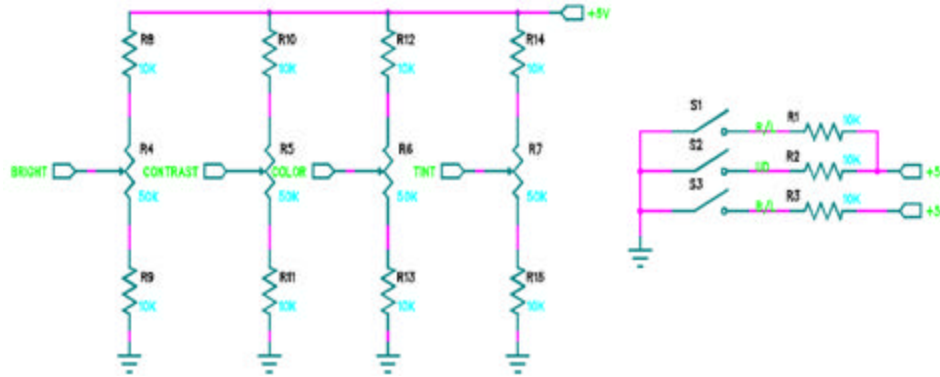 +5V
R8 R10 R12 R14
10K 10K 10K 10K
S1
R1 10K
R/L
BRIGHT R4 CONTRAST R5 COLOR R6 TINT R7
50K 50K 50K 50K
S2
R2 10K
UD
S3
R3 10K
R/L
R9 R11 R13 R15
10K 10K 10K 10K